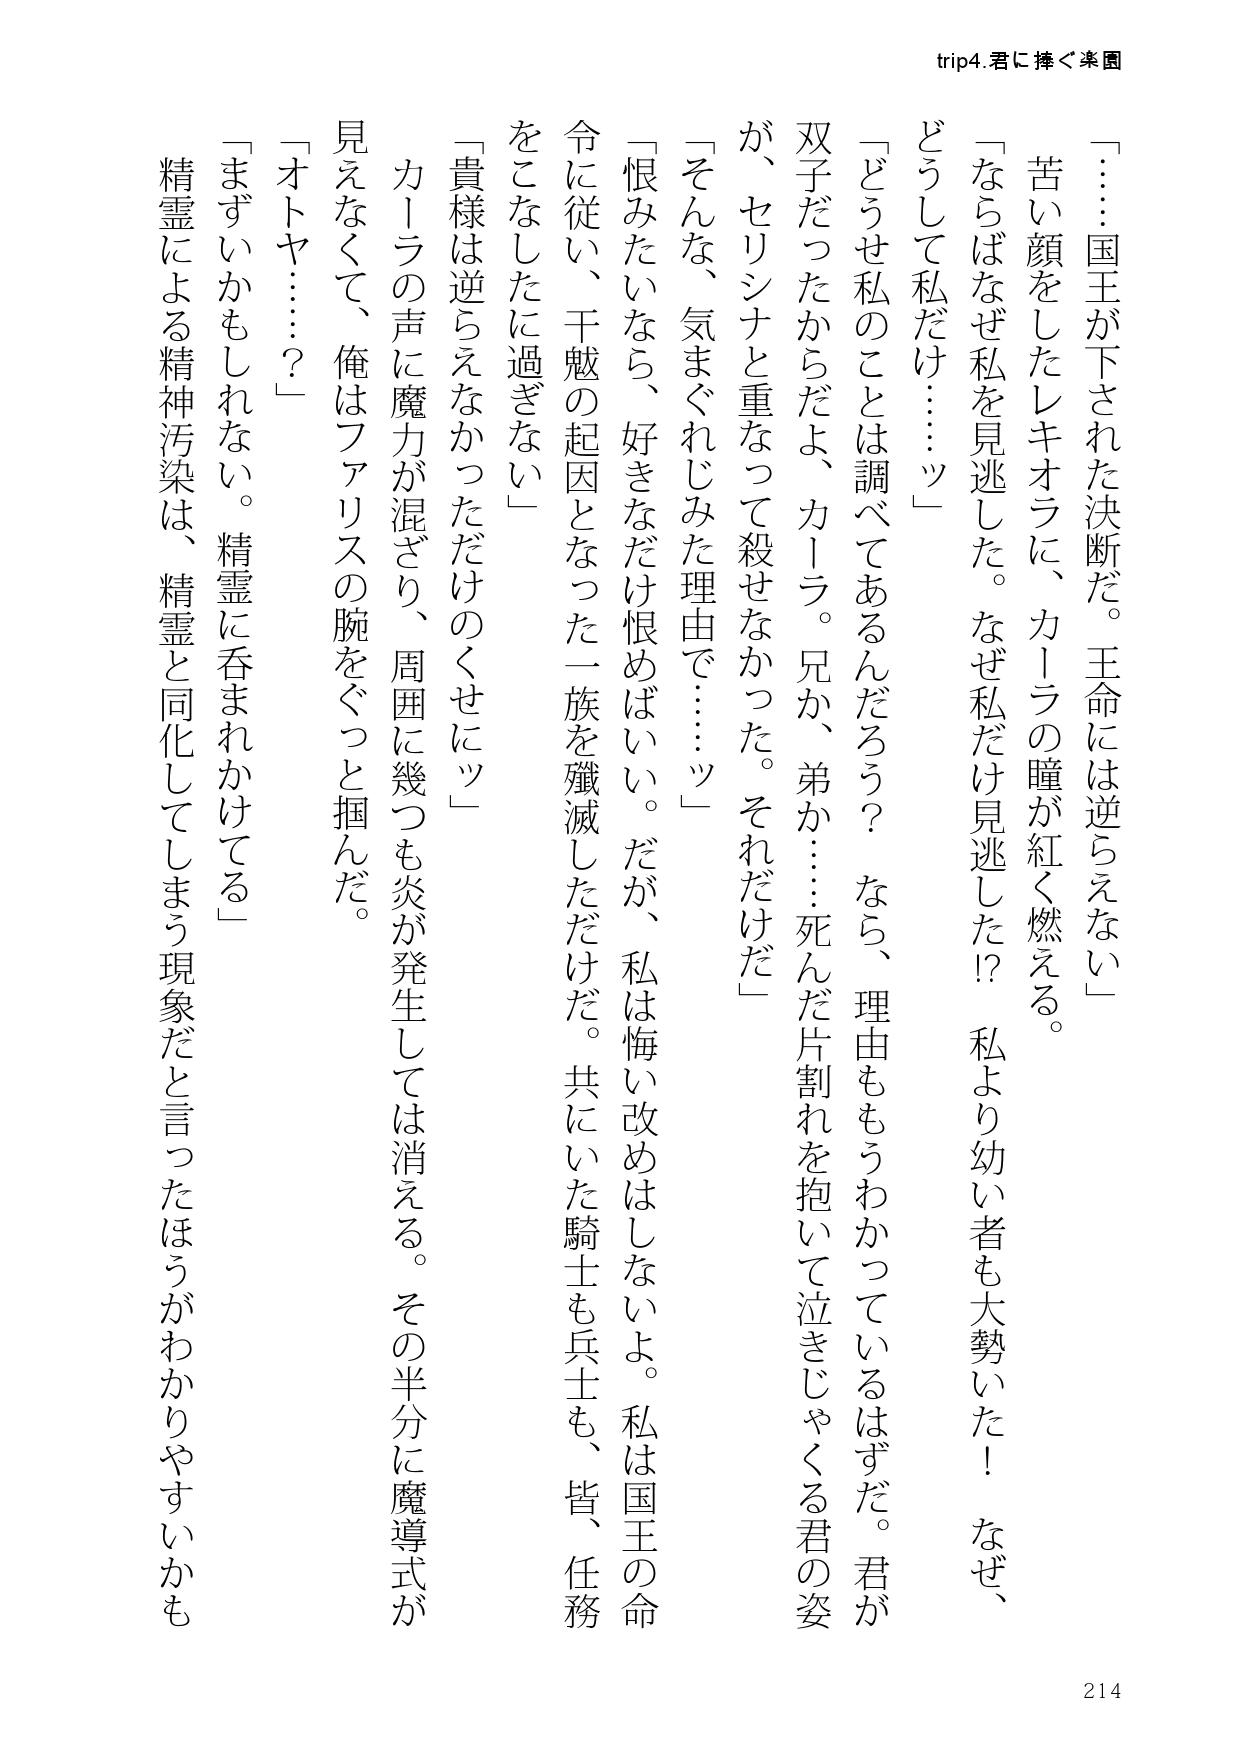 trip4.君に捧ぐ楽園
「……国王が下された決断だ。王命には逆らえない」
　苦い顔をしたレキオラに、カーラの瞳が紅く燃える。
「ならばなぜ私を見逃した。なぜ私だけ見逃した!?　私より幼い者も大勢いた！　なぜ、
どうして私だけ……ッ」
「どうせ私のことは調べてあるんだろう？　なら、理由ももうわかっているはずだ。君が
双子だったからだよ、カーラ。兄か、弟か……死んだ片割れを抱いて泣きじゃくる君の姿
が、セリシナと重なって殺せなかった。それだけだ」
「そんな、気まぐれじみた理由で……ッ」
「恨みたいなら、好きなだけ恨めばいい。だが、私は悔い改めはしないよ。私は国王の命
令に従い、干魃の起因となった一族を殲滅しただけだ。共にいた騎士も兵士も、皆、任務
をこなしたに過ぎない」
「貴様は逆らえなかっただけのくせにッ」
　カーラの声に魔力が混ざり、周囲に幾つも炎が発生しては消える。その半分に魔導式が
見えなくて、俺はファリスの腕をぐっと掴んだ。
「オトヤ……？」
「まずいかもしれない。精霊に呑まれかけてる」
　精霊による精神汚染は、精霊と同化してしまう現象だと言ったほうがわかりやすいかも
214